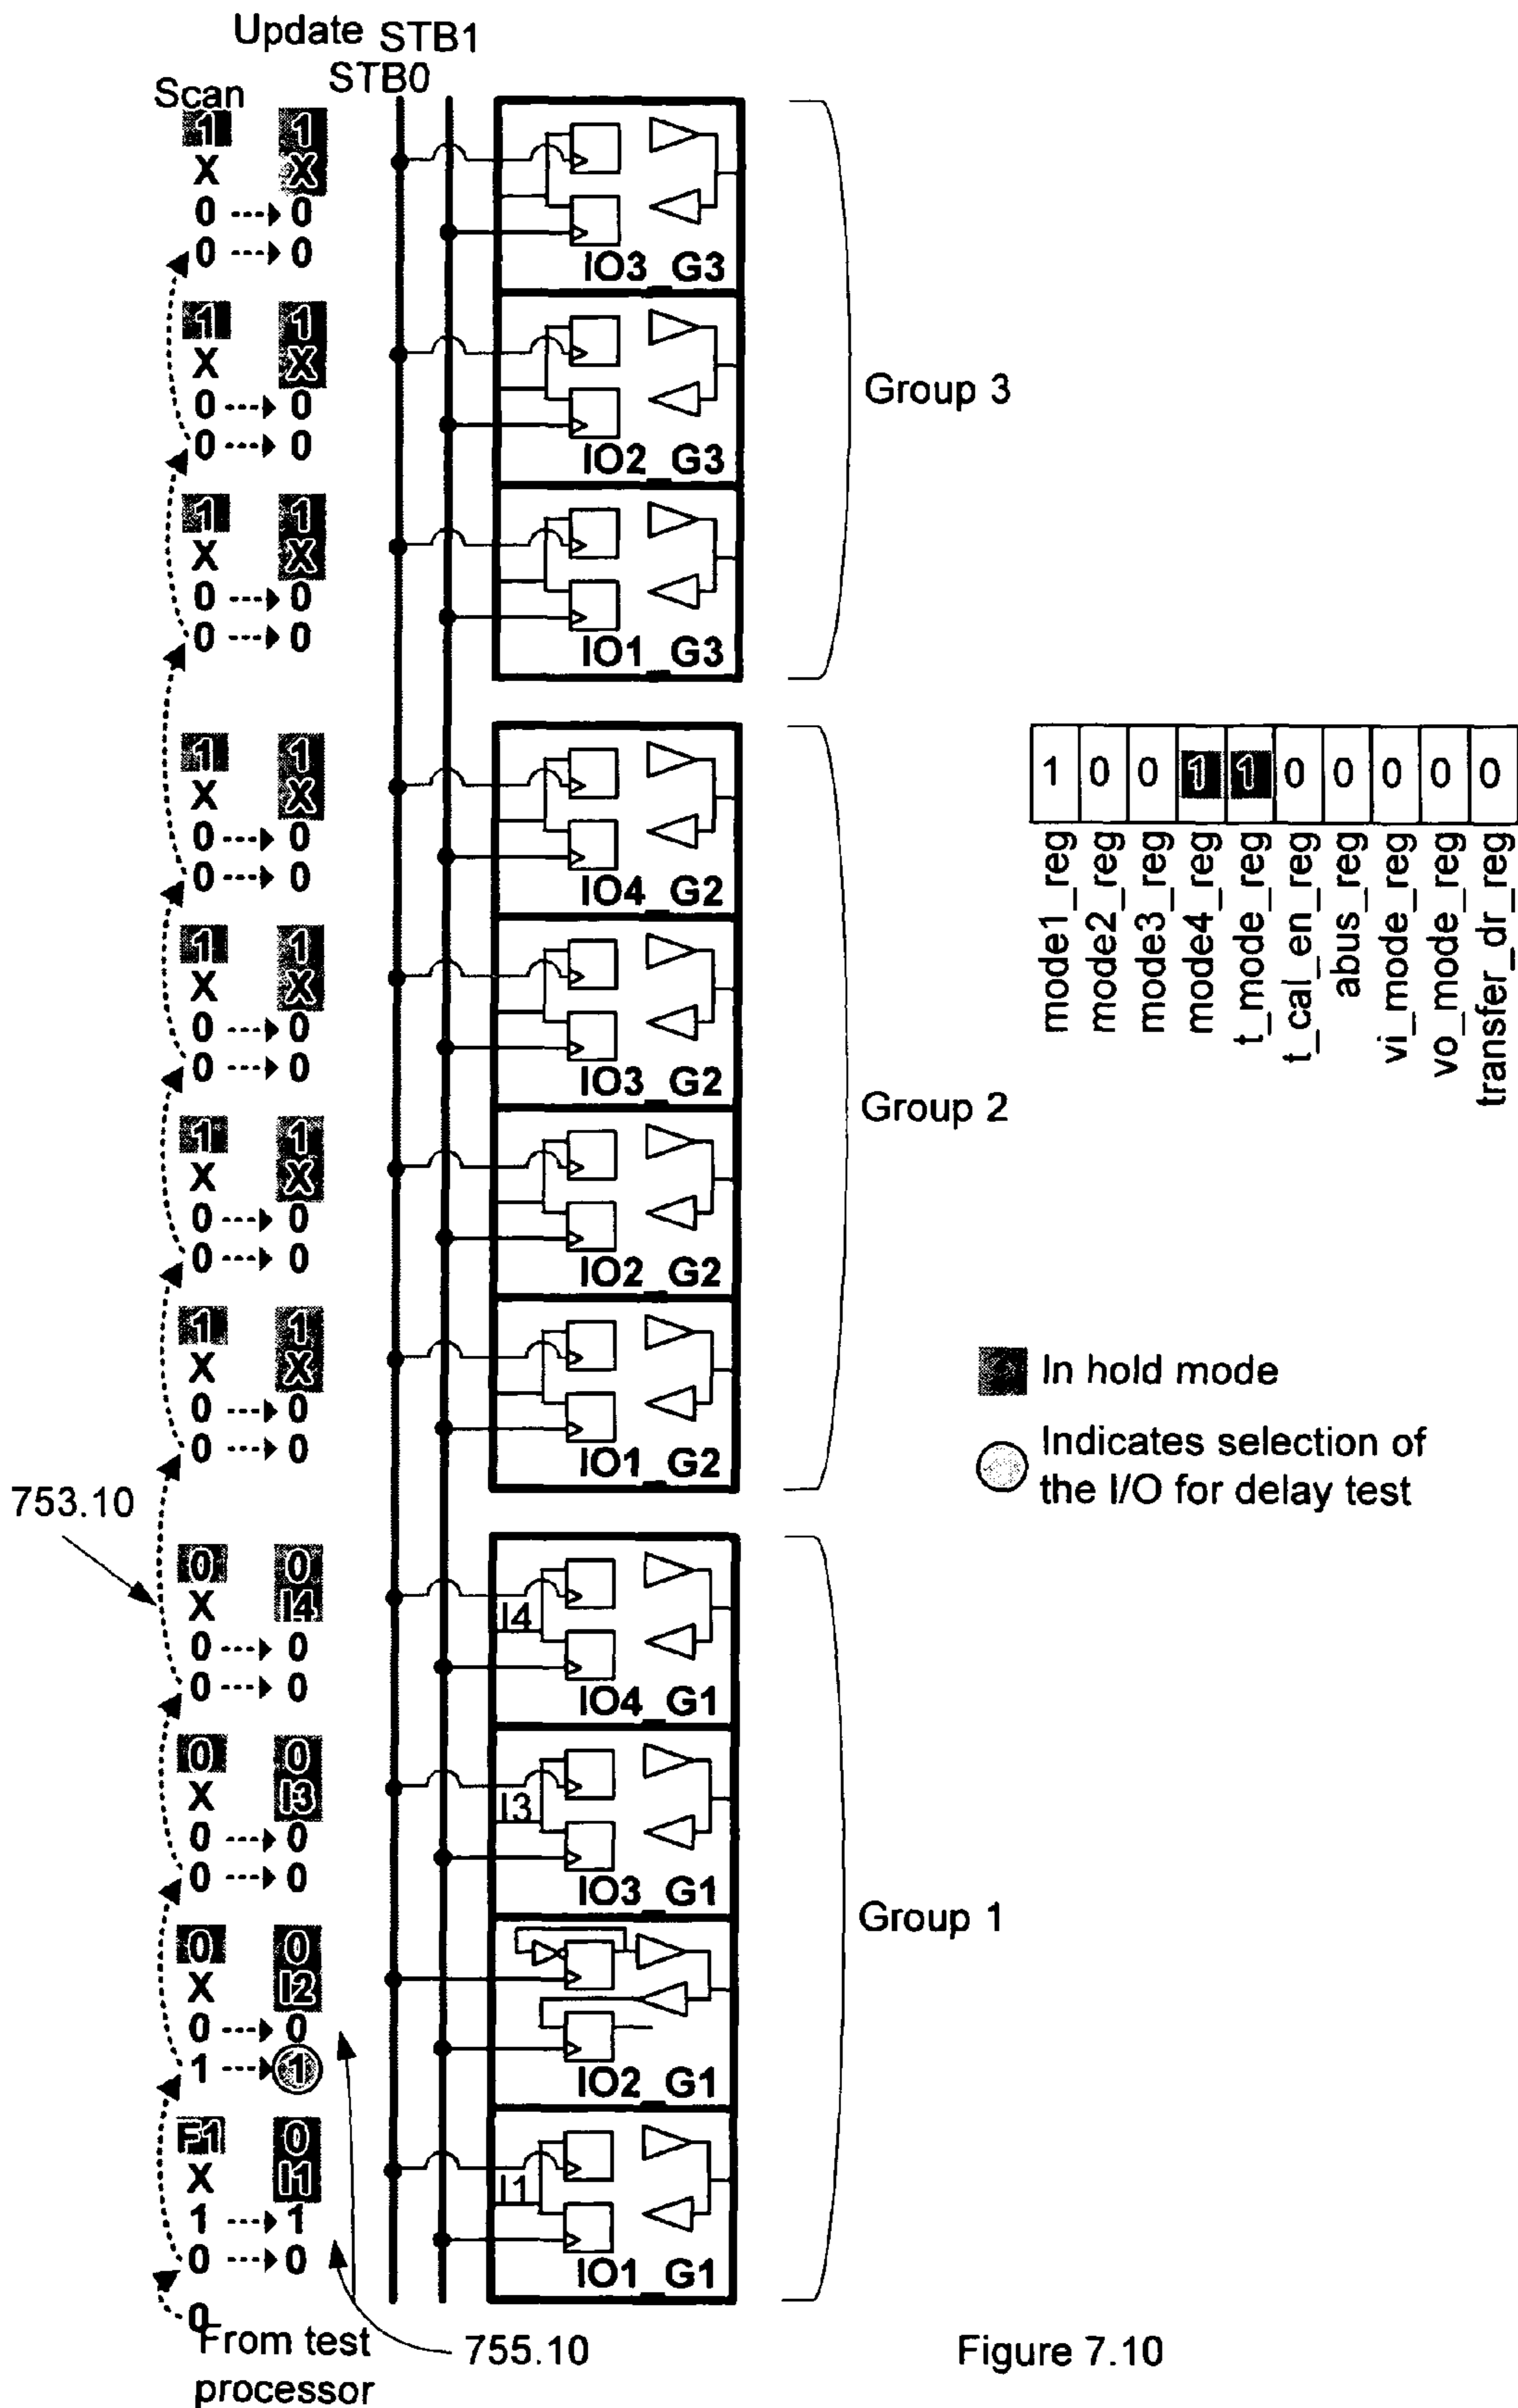 Update STB1
STB0
Scan
1 1
X X
0 0
0 0
IO3_G3
1 1
X X
0 0
0 0
IO2_G3
1 1
X X
0 0
0 0
IO1_G3
Group 3
1 1
X X
0 0
0 0
IO4_G2
1 1
X X
0 0
0 0
IO3_G2
1 1
X X
0 0
0 0
IO2_G2
1 1
X X
0 0
0 0
IO1_G2
Group 2
1 0 0 1 1 0 0 0 0 0
mode1_reg
mode2_reg
mode3_reg
mode4_reg
t_mode_reg
t_cal_en_reg
abus_reg
vi_mode_reg
vo_mode_reg
transfer_dr_reg
In hold mode
Indicates selection of
the I/O for delay test
753.10
0 0
X I4
0 0
0 0
I4
IO4_G1
0 0
X I3
0 0
0 0
I3
IO3_G1
0 0
X I2
0 0
1 1
IO2_G1
F1 0
X I1
1 1
0 0
I1
IO1_G1
Group 1
0
From test
processor
755.10
Figure 7.10